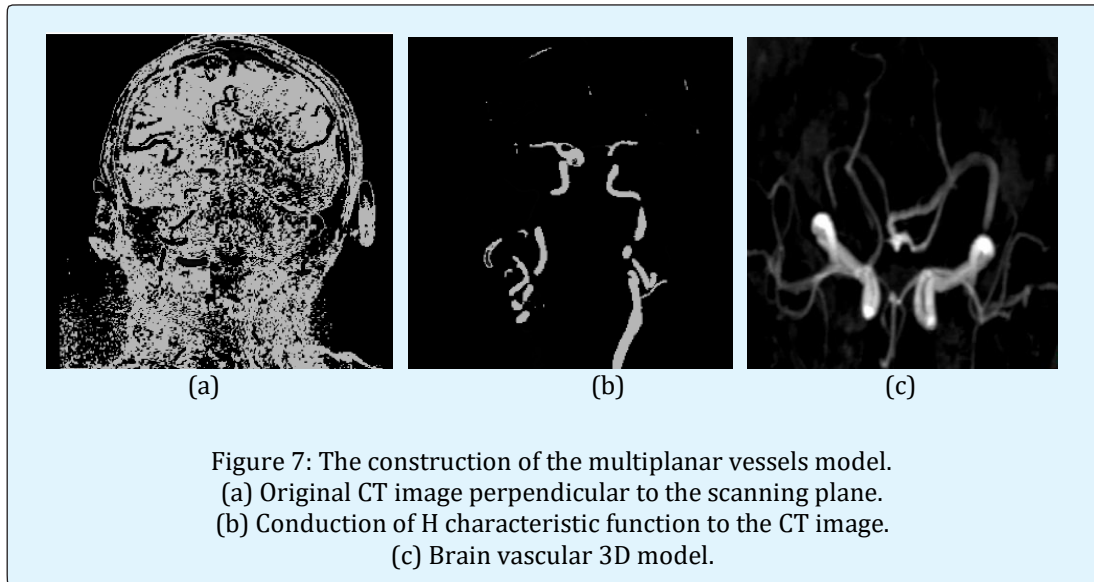 (a)
(b)
(c)
Figure 7: The construction of the multiplanar vessels model.
(a) Original CT image perpendicular to the scanning plane.
(b) Conduction of H characteristic function to the CT image.
(c) Brain vascular 3D model.